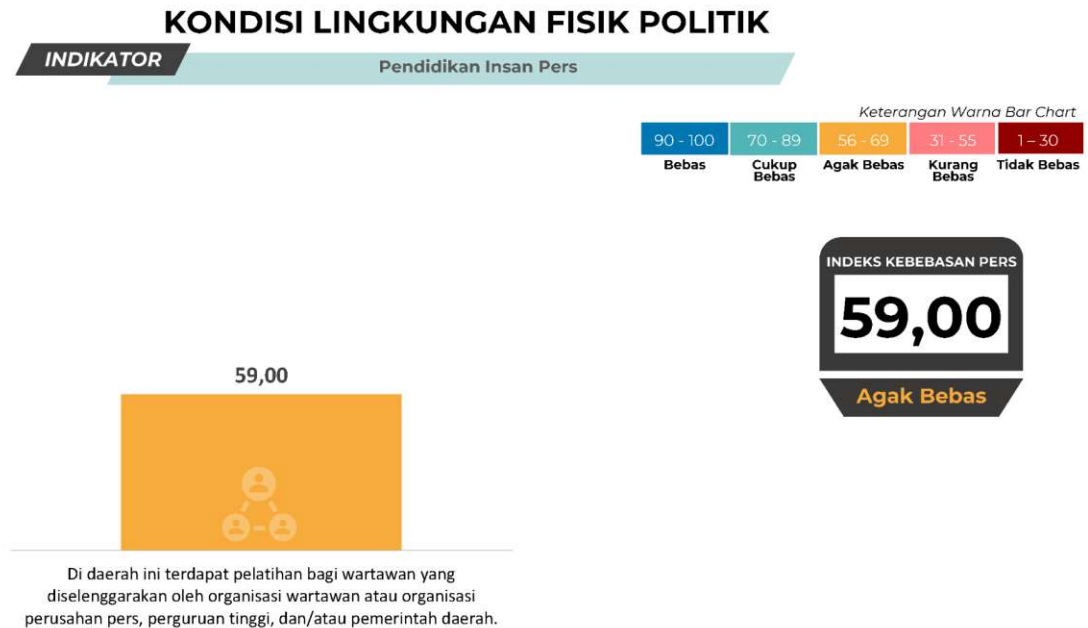 KONDISI LINGKUNGAN FISIK POLITIK
INDIKATOR
Pendidikan Insan Pers
Keterangan Warna Bar Chart
90 - 100 70 - 89 56 - 69 31 - 55 1 – 30
Bebas Cukup Bebas Agak Bebas Kurang Bebas Tidak Bebas
INDEKS KEBEBASAN PERS
59,00
Agak Bebas
59,00
Di daerah ini terdapat pelatihan bagi wartawan yang
diselenggarakan oleh organisasi wartawan atau organisasi
perusahan pers, perguruan tinggi, dan/atau pemerintah daerah.